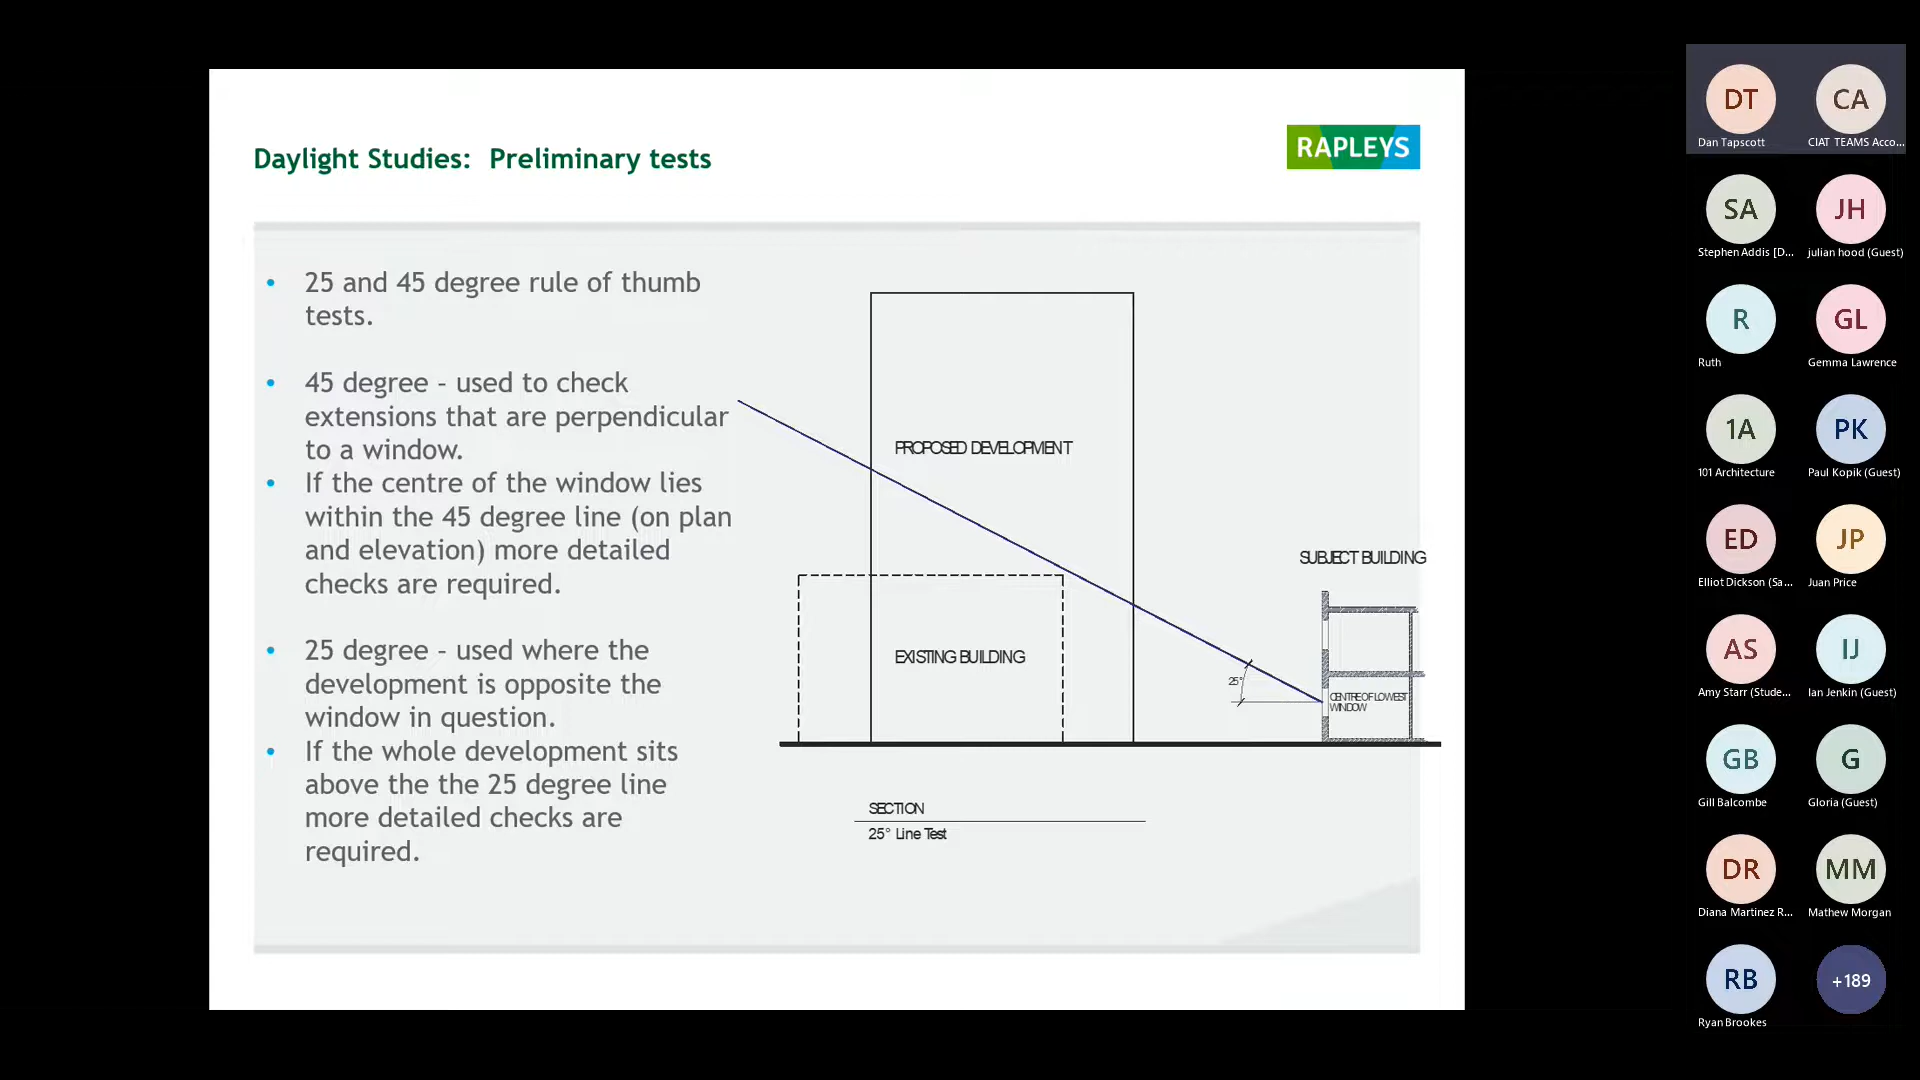 Daylight Studies: Preliminary tests
RAPLEYS
• 25 and 45 degree rule of thumb
tests.
• 45 degree – used to check
extensions that are perpendicular
to a window.
• If the centre of the window lies
within the 45 degree line (on plan
and elevation) more detailed
checks are required.
• 25 degree – used where the
development is opposite the
window in question.
• If the whole development sits
above the the 25 degree line
more detailed checks are
required.
PROPOSED DEVELOPMENT
SUBJECT BUILDING
EXISTING BUILDING
25°
CENTRE OF LOWEST
WINDOW
SECTION
25° Line Test
DT
CA
Dan Tapscott
CIAT TEAMS Acco...
SA
JH
Stephen Addis [D...
julian hood (Guest)
R
GL
Ruth
Gemma Lawrence
1A
PK
101 Architecture
Paul Kopik (Guest)
ED
JP
Elliot Dickson (Sa...
Juan Price
AS
IJ
Amy Starr (Stude...
Ian Jenkin (Guest)
GB
G
Gill Balcombe
Gloria (Guest)
DR
MM
Diana Martinez R...
Mathew Morgan
RB
+189
Ryan Brookes